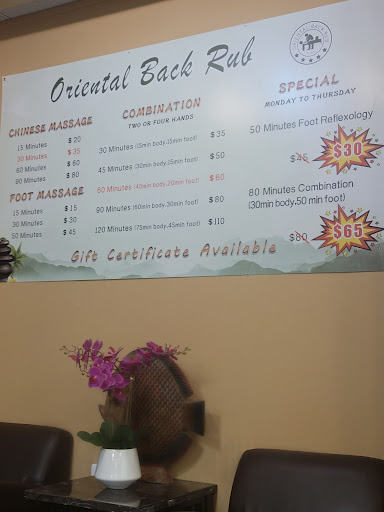 Oriental Back Rub
CHINESE MASSAGE
15 Minutes $ 20
30 Minutes $ 35
60 Minutes $ 60
90 Minutes $ 80
FOOT MASSAGE
15 Minutes $ 15
30 Minutes $ 30
50 Minutes $ 45
COMBINATION
TWO OR FOUR HANDS
30 Minutes (15min body.15min foot) $ 35
45 Minutes (30min body.15min foot) $ 50
60 Minutes (40min body.20min foot) $ 60
90 Minutes (60min body.30min foot) $ 80
120 Minutes (75min body.45min foot) $ 110
SPECIAL
MONDAY TO THURSDAY
50 Minutes Foot Reflexology
$45 $30
80 Minutes Combination
(30min body.50 min foot)
$80 $65
Gift Certificate Available